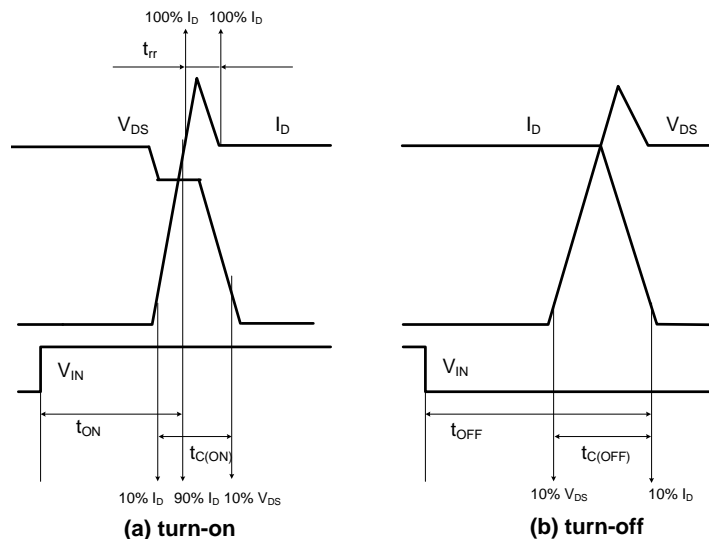 100% I_D 100% I_D
t_rr
V_DS I_D
I_D V_DS
V_IN
V_IN
t_ON
t_OFF
t_C(ON)
t_C(OFF)
10% I_D 90% I_D 10% V_DS
10% V_DS 10% I_D
(a) turn-on
(b) turn-off